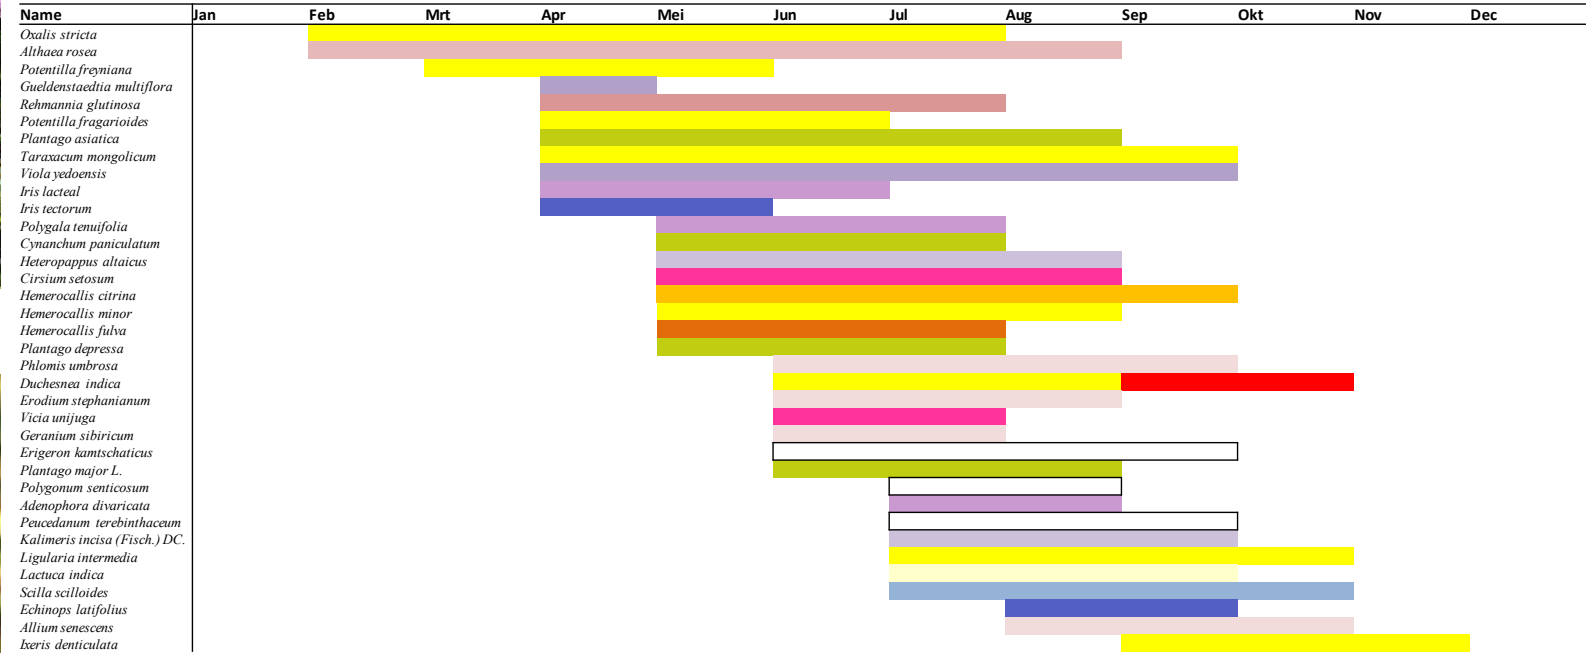 Name Jan Feb Mrt Apr Mei Jun Jul Aug Sep Okt Nov Dec
Oxalis stricta
Althaea rosea
Potentilla freyniana
Gueldenstaedtia multiflora
Rehmannia glutinosa
Potentilla fragarioides
Plantago asiatica
Taraxacum mongolicum
Viola yedoensis
Iris lacteal
Iris tectorum
Polygala tenuifolia
Cynanchum paniculatum
Heteropappus altaicus
Cirsium setosum
Hemerocallis citrina
Hemerocallis minor
Hemerocallis fulva
Plantago depressa
Phlomis umbrosa
Duchesnea indica
Erodium stephanianum
Vicia unijuga
Geranium sibiricum
Erigeron kamtschaticus
Plantago major L.
Polygonum senticosum
Adenophora divaricata
Peucedanum terebinthaceum
Kalimeris incisa (Fisch.) DC.
Ligularia intermedia
Lactuca indica
Scilla scilloides
Echinops latifolius
Allium senescens
Ixeris denticulata